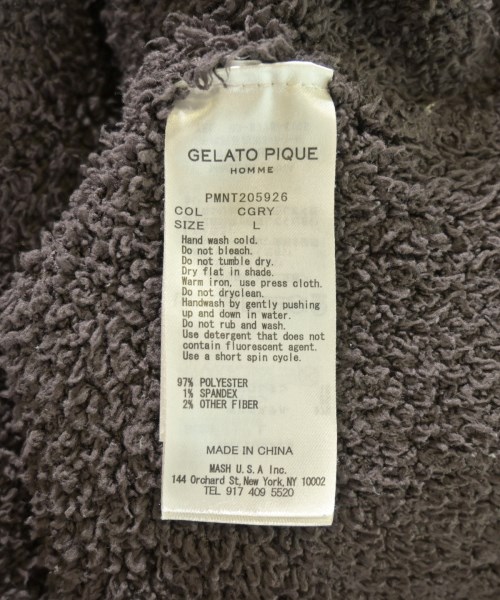 GELATO PIQUE
HOMME
PMNT205926
COL CGRY
SIZE L
Hand wash cold.
Do not bleach.
Do not tumble dry.
Dry flat in shade.
Warm iron, use press cloth.
Do not dryclean.
Handwash by gently pushing
up and down in water.
Do not rub and wash.
Use detergent that does not
contain fluorescent agent.
Use a short spin cycle.
97% POLYESTER
1% SPANDEX
2% OTHER FIBER
MADE IN CHINA
MASH U.S.A Inc.
144 Orchard St, New York, NY 10002
TEL 917 409 5520